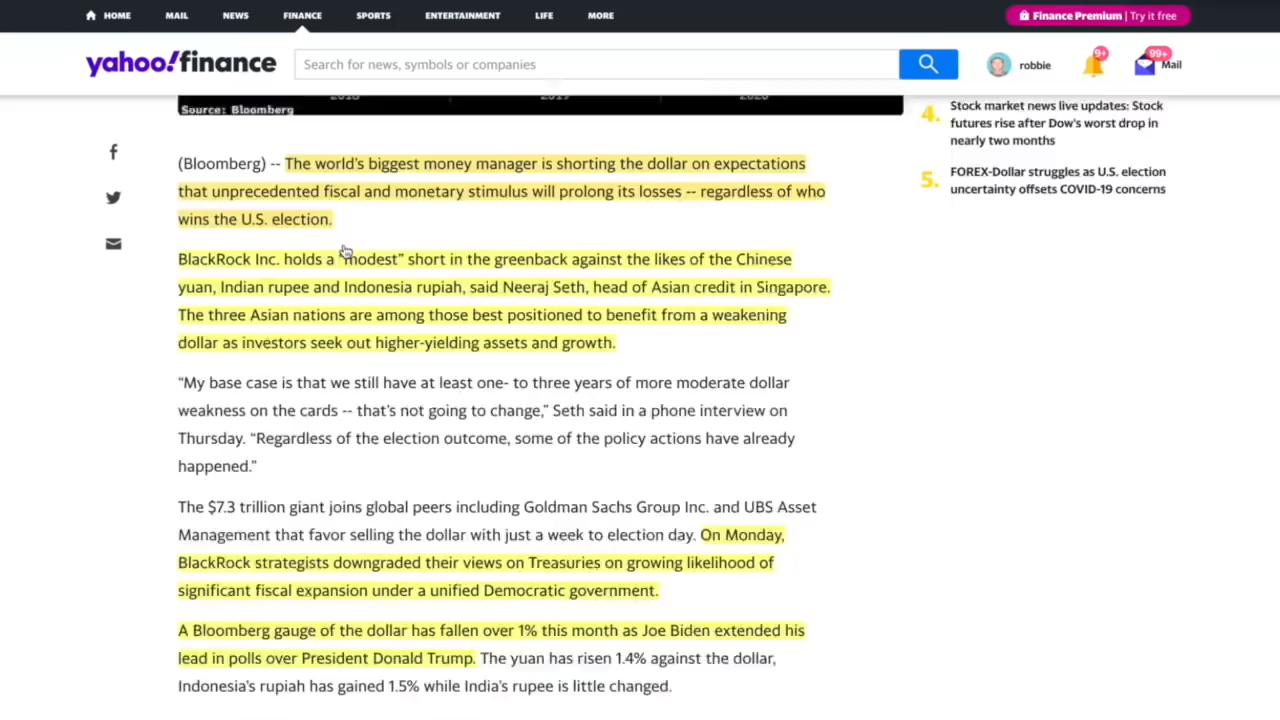 HOME MAIL NEWS FINANCE SPORTS ENTERTAINMENT LIFE MORE Finance Premium | Try it free
yahoo!finance Search for news, symbols or companies robbie 9+ 99+ Mail
2018 2019 2020
Source: Bloomberg
(Bloomberg) -- The world's biggest money manager is shorting the dollar on expectations
that unprecedented fiscal and monetary stimulus will prolong its losses -- regardless of who
wins the U.S. election.
BlackRock Inc. holds a “modest” short in the greenback against the likes of the Chinese
yuan, Indian rupee and Indonesia rupiah, said Neeraj Seth, head of Asian credit in Singapore.
The three Asian nations are among those best positioned to benefit from a weakening
dollar as investors seek out higher-yielding assets and growth.
“My base case is that we still have at least one- to three years of more moderate dollar
weakness on the cards -- that's not going to change,” Seth said in a phone interview on
Thursday. “Regardless of the election outcome, some of the policy actions have already
happened.”
The $7.3 trillion giant joins global peers including Goldman Sachs Group Inc. and UBS Asset
Management that favor selling the dollar with just a week to election day. On Monday,
BlackRock strategists downgraded their views on Treasuries on growing likelihood of
significant fiscal expansion under a unified Democratic government.
A Bloomberg gauge of the dollar has fallen over 1% this month as Joe Biden extended his
lead in polls over President Donald Trump. The yuan has risen 1.4% against the dollar,
Indonesia's rupiah has gained 1.5% while India's rupee is little changed.
4. Stock market news live updates: Stock
futures rise after Dow's worst drop in
nearly two months
5. FOREX-Dollar struggles as U.S. election
uncertainty offsets COVID-19 concerns